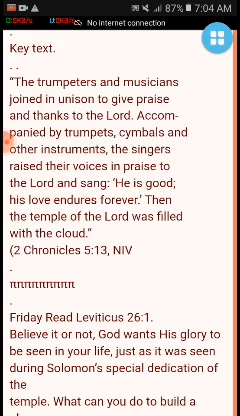 D:0KB/s U:0KB/s No internet connection 87% 7:04 AM
.
Key text.
. .
“The trumpeters and musicians
joined in unison to give praise
and thanks to the Lord. Accom-
panied by trumpets, cymbals and
other instruments, the singers
raised their voices in praise to
the Lord and sang: ‘He is good;
his love endures forever.’ Then
the temple of the Lord was filled
with the cloud.”
(2 Chronicles 5:13, NIV
.
πππππππππ
.
Friday Read Leviticus 26:1.
Believe it or not, God wants His glory to
be seen in your life, just as it was seen
during Solomon's special dedication of
the
temple. What can you do to build a